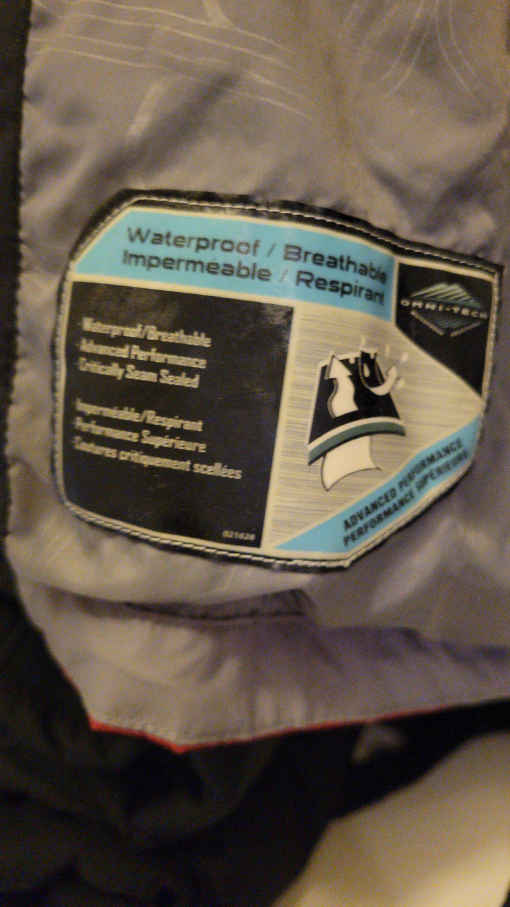 Waterproof / Breathable
Impermeable / Respirant
OMNI-TECH
Waterproof/Breathable
Advanced Performance
Critically Seam Sealed
Imperméable/Respirant
Performance Supérieure
Coutures critiquement scellées
ADVANCED PERFORMANCE
PERFORMANCE SUPÉRIEURE